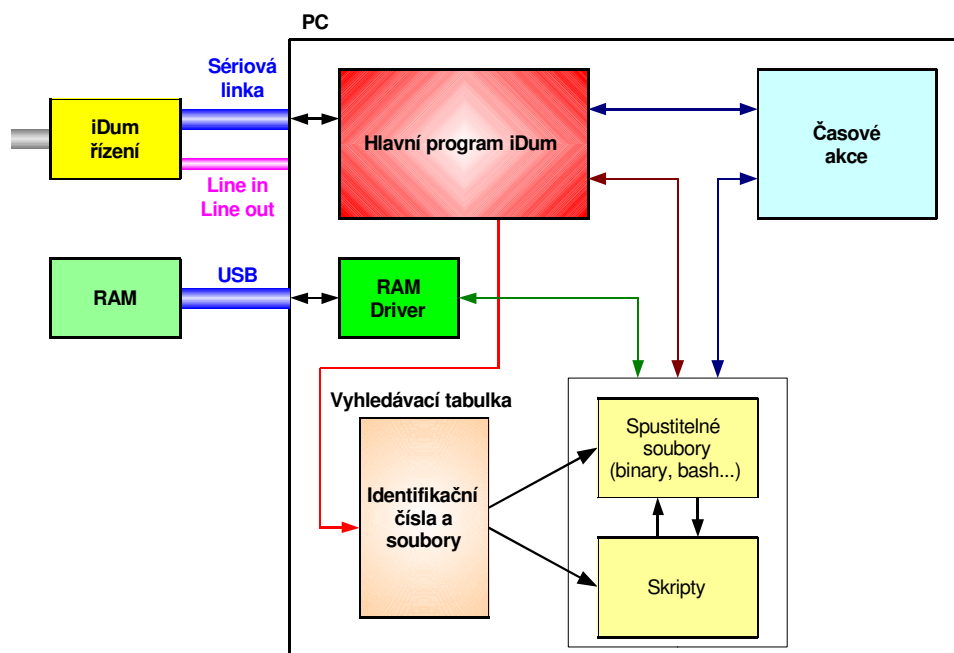 PC
Sériová
linka
iDum
řízení
Line in
Line out
Hlavní program iDum
Časové
akce
RAM
USB
RAM
Driver
Vyhledávací tabulka
Identifikační
čísla a
soubory
Spustitelné
soubory
(binary, bash...)
Skripty